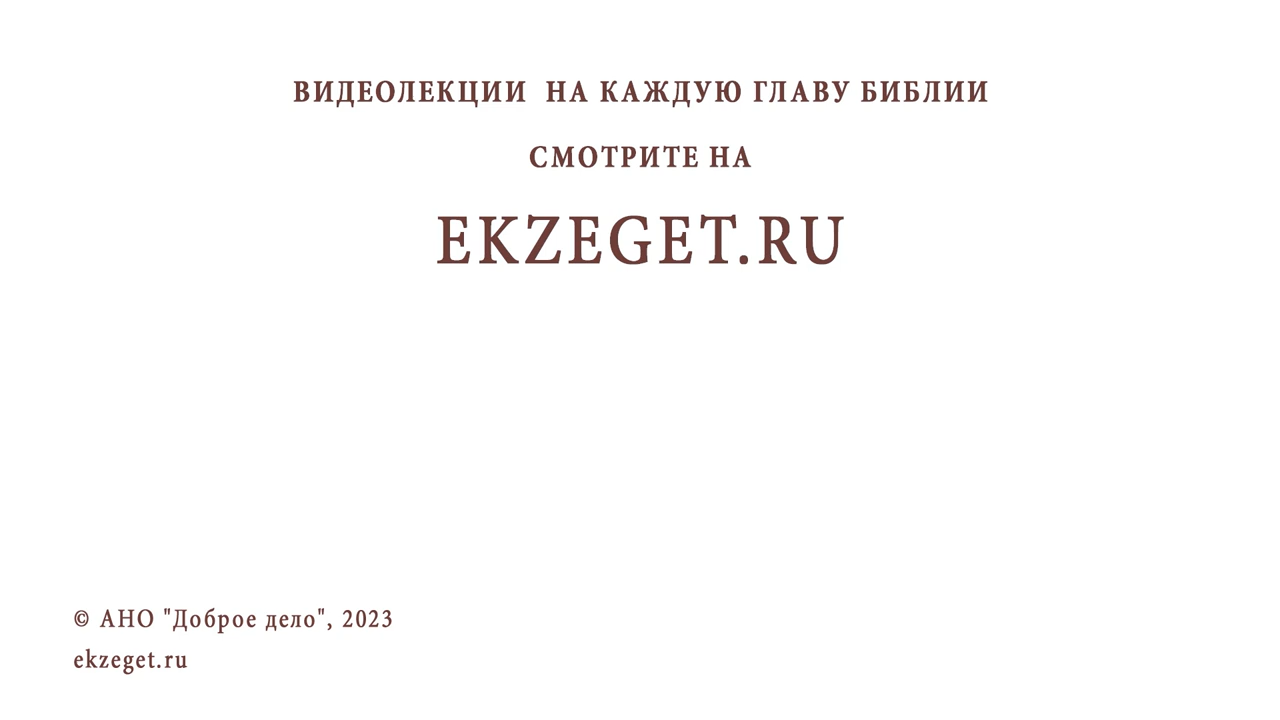 ВИДЕОЛЕКЦИИ НА КАЖДУЮ ГЛАВУ БИБЛИИ
СМОТРИТЕ НА
EKZEGET.RU
© АНО "Доброе дело", 2023
ekzeget.ru